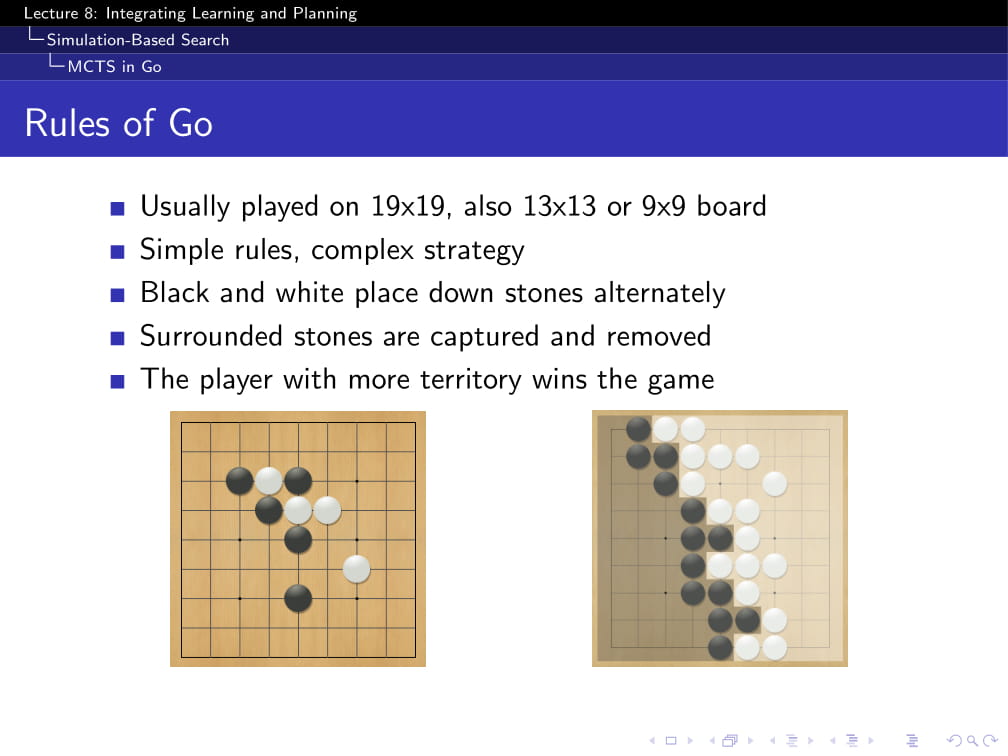 Lecture 8: Integrating Learning and Planning
Simulation-Based Search
MCTS in Go
Rules of Go
Usually played on 19x19, also 13x13 or 9x9 board
Simple rules, complex strategy
Black and white place down stones alternately
Surrounded stones are captured and removed
The player with more territory wins the game